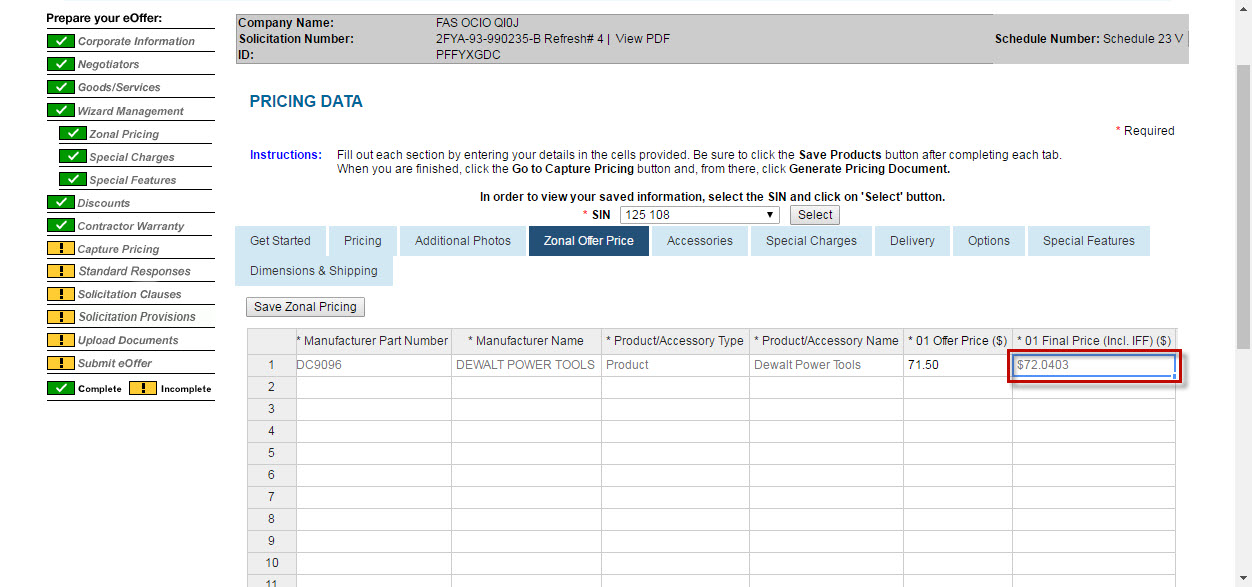 Prepare your eOffer:
Corporate Information
Negotiators
Goods/Services
Wizard Management
Zonal Pricing
Special Charges
Special Features
Discounts
Contractor Warranty
Capture Pricing
Standard Responses
Solicitation Clauses
Solicitation Provisions
Upload Documents
Submit eOffer
Complete Incomplete
Company Name: FAS OCIO QI0J
Solicitation Number: 2FYA-93-990235-B Refresh# 4 | View PDF Schedule Number: Schedule 23 V
ID: PFFYXGDC
PRICING DATA
* Required
Instructions: Fill out each section by entering your details in the cells provided. Be sure to click the Save Products button after completing each tab.
When you are finished, click the Go to Capture Pricing button and, from there, click Generate Pricing Document.
In order to view your saved information, select the SIN and click on 'Select' button.
* SIN 125 108 Select
Get Started Pricing Additional Photos Zonal Offer Price Accessories Special Charges Delivery Options Special Features
Dimensions & Shipping
Save Zonal Pricing
* Manufacturer Part Number * Manufacturer Name * Product/Accessory Type * Product/Accessory Name * 01 Offer Price ($) * 01 Final Price (Incl. IFF) ($)
1 DC9096 DEWALT POWER TOOLS Product Dewalt Power Tools 71.50 $72.0403
2
3
4
5
6
7
8
9
10
11